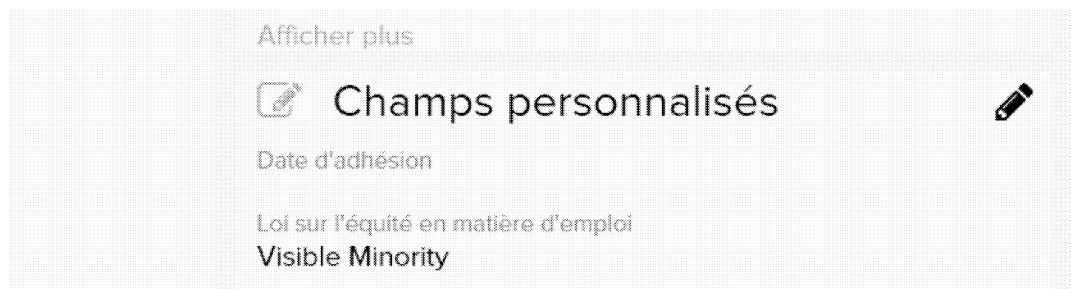 Afficher plus
Champs personnalisés
Date d'adhésion
Loi sur l'équité en matière d'emploi
Visible Minority